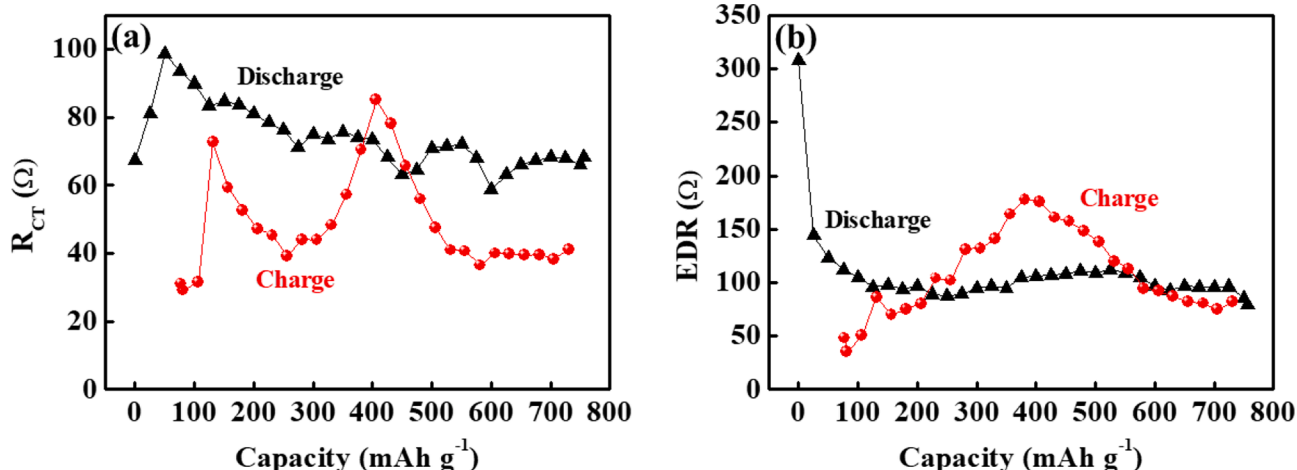 (a)
Discharge
Charge
R_CT (Ω)
100
80
60
40
20
0
0 100 200 300 400 500 600 700 800
Capacity (mAh g⁻¹)
(b)
Discharge
Charge
EDR (Ω)
350
300
250
200
150
100
50
0
0 100 200 300 400 500 600 700 800
Capacity (mAh g⁻¹)